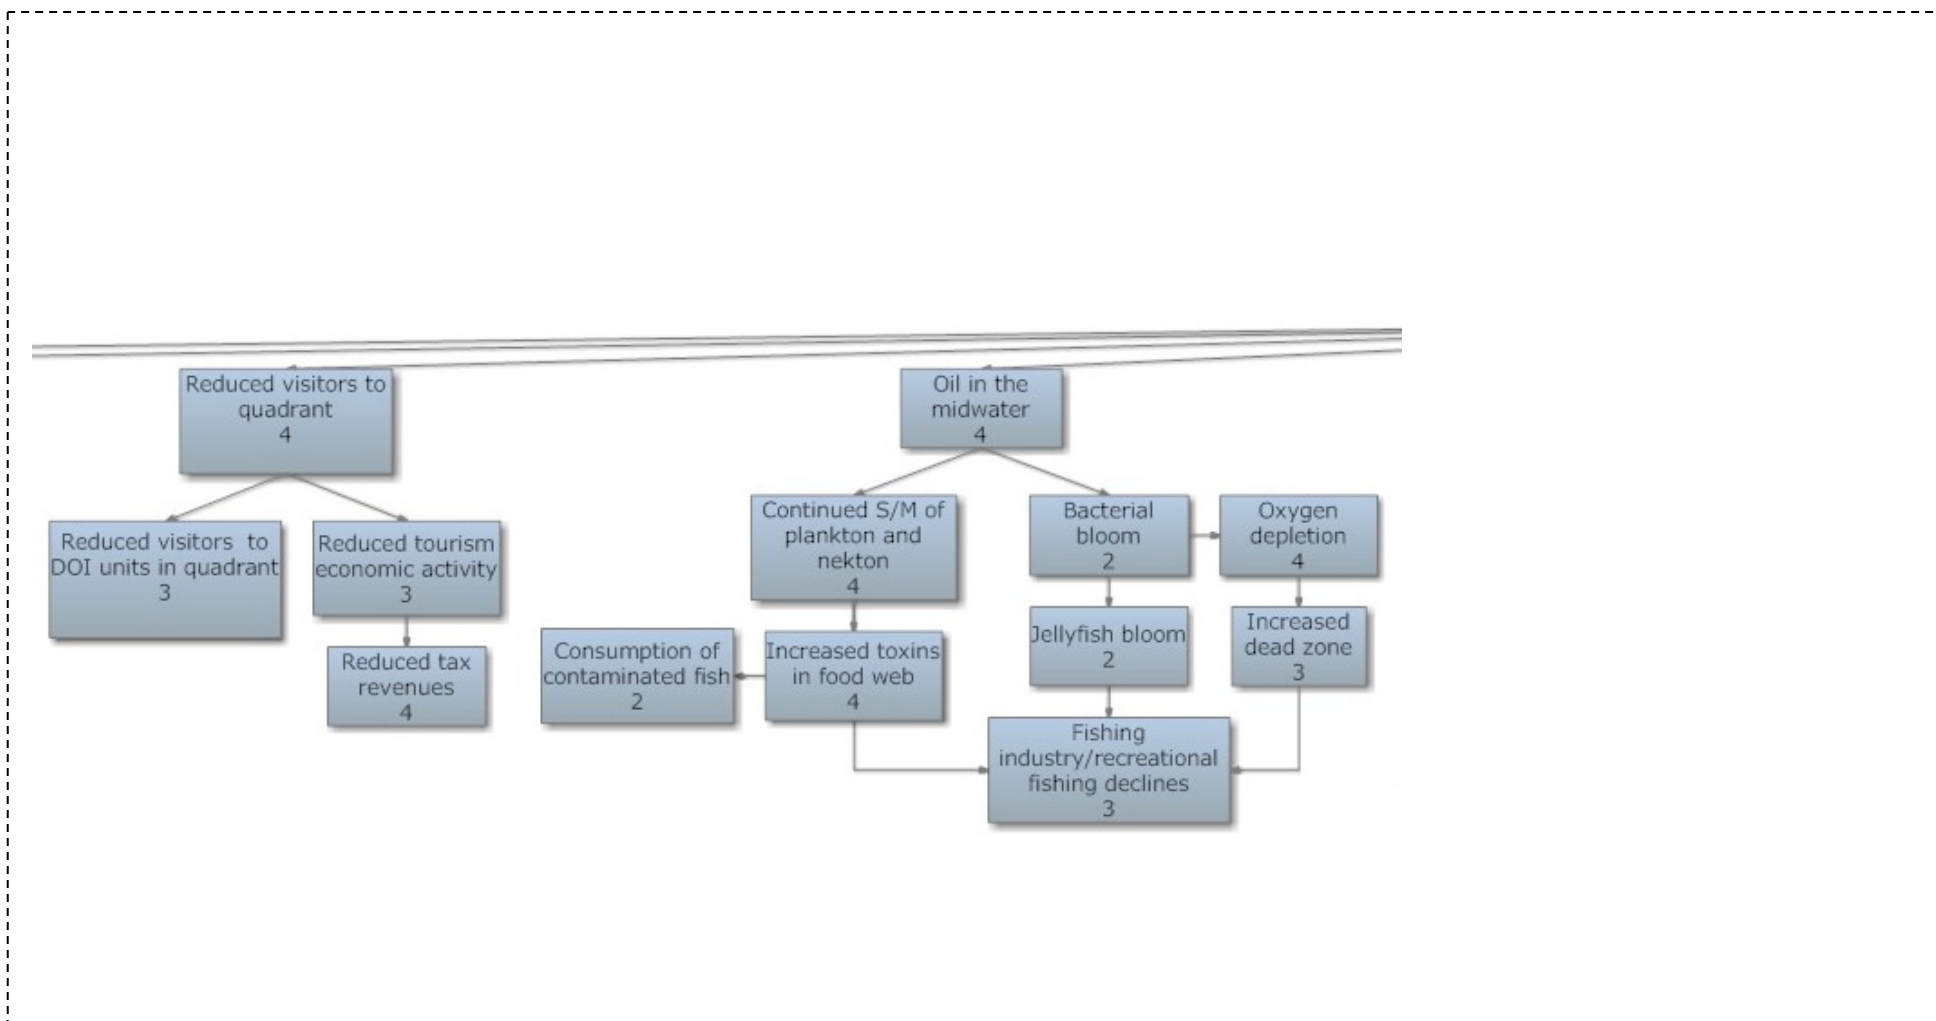 Reduced visitors to
quadrant
4
Oil in the
midwater
4
Reduced visitors to
DOI units in quadrant
3
Reduced tourism
economic activity
3
Reduced tax
revenues
4
Continued S/M of
plankton and
nekton
4
Bacterial
bloom
2
Oxygen
depletion
4
Consumption of
contaminated fish
2
Increased toxins
in food web
4
Jellyfish bloom
2
Increased
dead zone
3
Fishing
industry/recreational
fishing declines
3